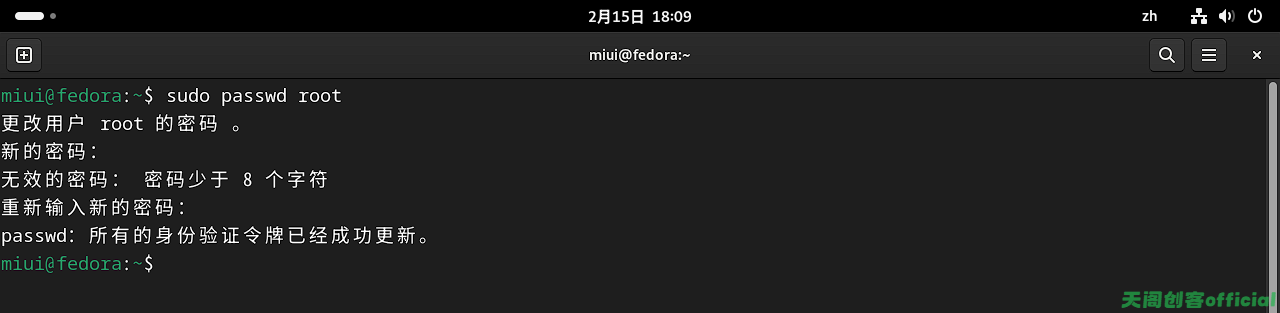 2月15日 18:09
zh
miui@fedora:~
miui@fedora:~$ sudo passwd root
更改用户 root 的密码 。
新的密码：
无效的密码： 密码少于 8 个字符
重新输入新的密码：
passwd：所有的身份验证令牌已经成功更新。
miui@fedora:~$
天阁创客official